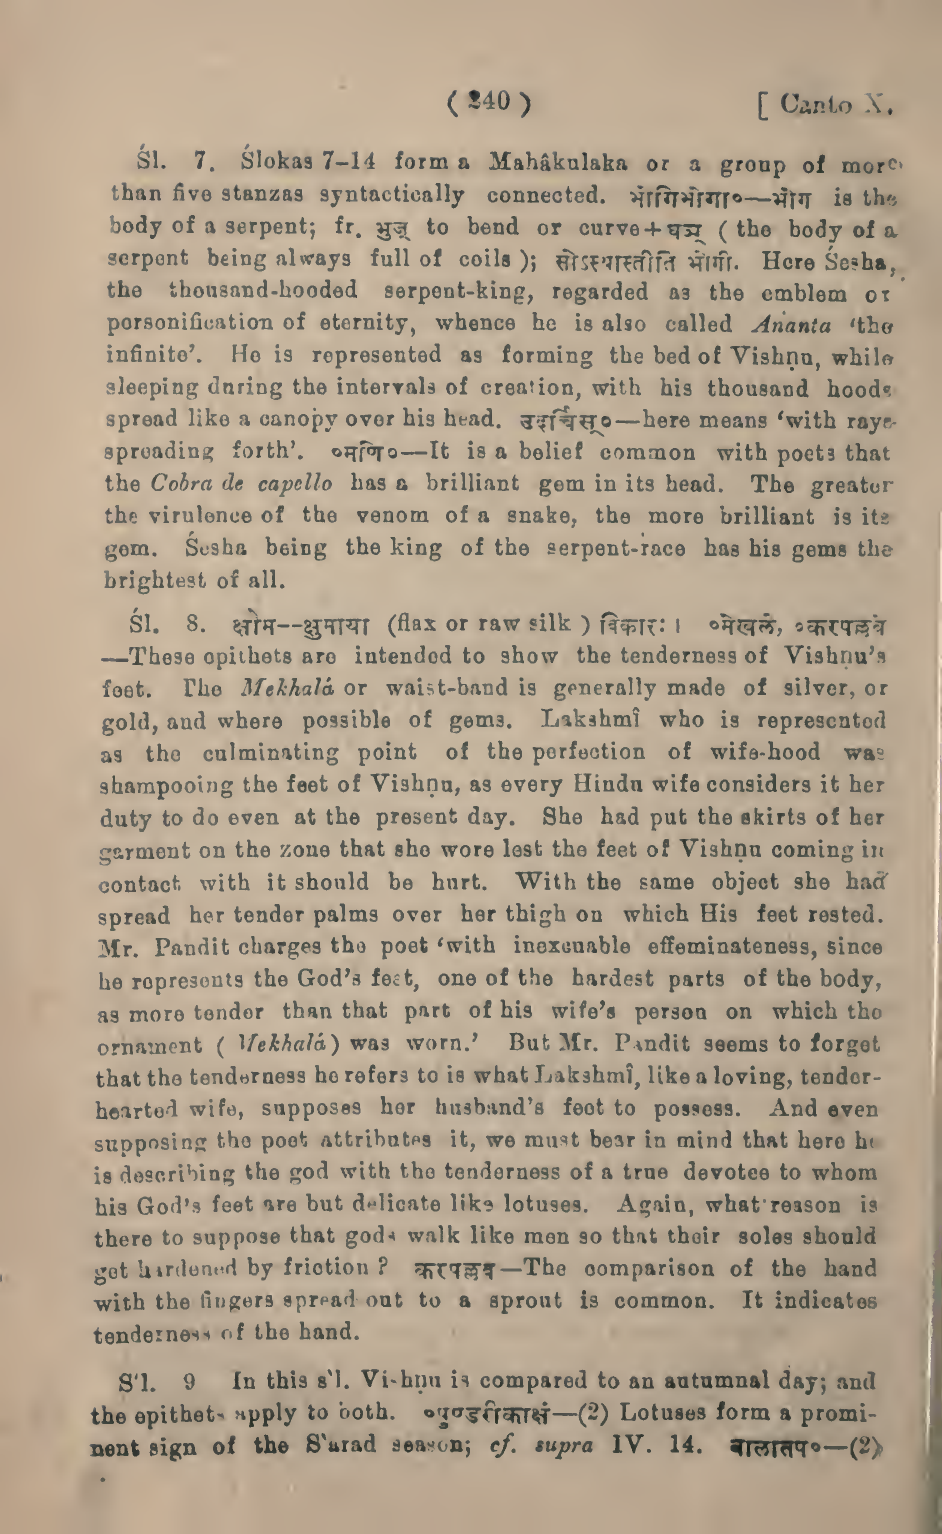 ( 240 ) [ Canto X.
Śl. 7. Ślokas 7–14 form a Mahâkulaka or a group of more
than five stanzas syntactically connected. भोगिभोगा०—भोग is the
body of a serpent; fr. भुज् to bend or curve+घञ् ( the body of a
serpent being always full of coils ); सोऽस्यास्तीति भोगी. Here Śesha,
the thousand-hooded serpent-king, regarded as the emblem or
personification of eternity, whence he is also called Ananta ‘the
infinite’. He is represented as forming the bed of Vishṇu, while
sleeping during the intervals of creation, with his thousand hoods
spread like a canopy over his head. उदर्चिस्०—here means ‘with rays
spreading forth’. ०मणि०—It is a belief common with poets that
the Cobra de capello has a brilliant gem in its head. The greater
the virulence of the venom of a snake, the more brilliant is its
gem. Śesha being the king of the serpent-race has his gems the
brightest of all.
Śl. 8. क्षौम--क्षुमाया (flax or raw silk ) विकारः। ०मेखले, ०करपल्लवे
—These epithets are intended to show the tenderness of Vishṇu’s
feet. The Mekhalâ or waist-band is generally made of silver, or
gold, and where possible of gems. Lakshmî who is represented
as the culminating point of the perfection of wife-hood was
shampooing the feet of Vishṇu, as every Hindu wife considers it her
duty to do even at the present day. She had put the skirts of her
garment on the zone that she wore lest the feet of Vishṇu coming in
contact with it should be hurt. With the same object she had
spread her tender palms over her thigh on which His feet rested.
Mr. Pandit charges the poet ‘with inexcuable effeminateness, since
he represents the God’s feet, one of the hardest parts of the body,
as more tender than that part of his wife’s person on which the
ornament ( Mekhalâ) was worn.’ But Mr. Pandit seems to forget
that the tenderness he refers to is what Lakshmî, like a loving, tender-
hearted wife, supposes her husband’s feet to possess. And even
supposing the poet attributes it, we must bear in mind that here he
is describing the god with the tenderness of a true devotee to whom
his God’s feet are but delicate like lotuses. Again, what reason is
there to suppose that gods walk like men so that their soles should
get hardened by friction ? करपल्लव—The comparison of the hand
with the fingers spread out to a sprout is common. It indicates
tenderness of the hand.
S'l. 9 In this s'l. Vishṇu is compared to an autumnal day; and
the epithets apply to both. ०पुण्डरीकाक्षं—(2) Lotuses form a promi-
nent sign of the S'arad season; cf. supra IV. 14. बालातप०—(2)